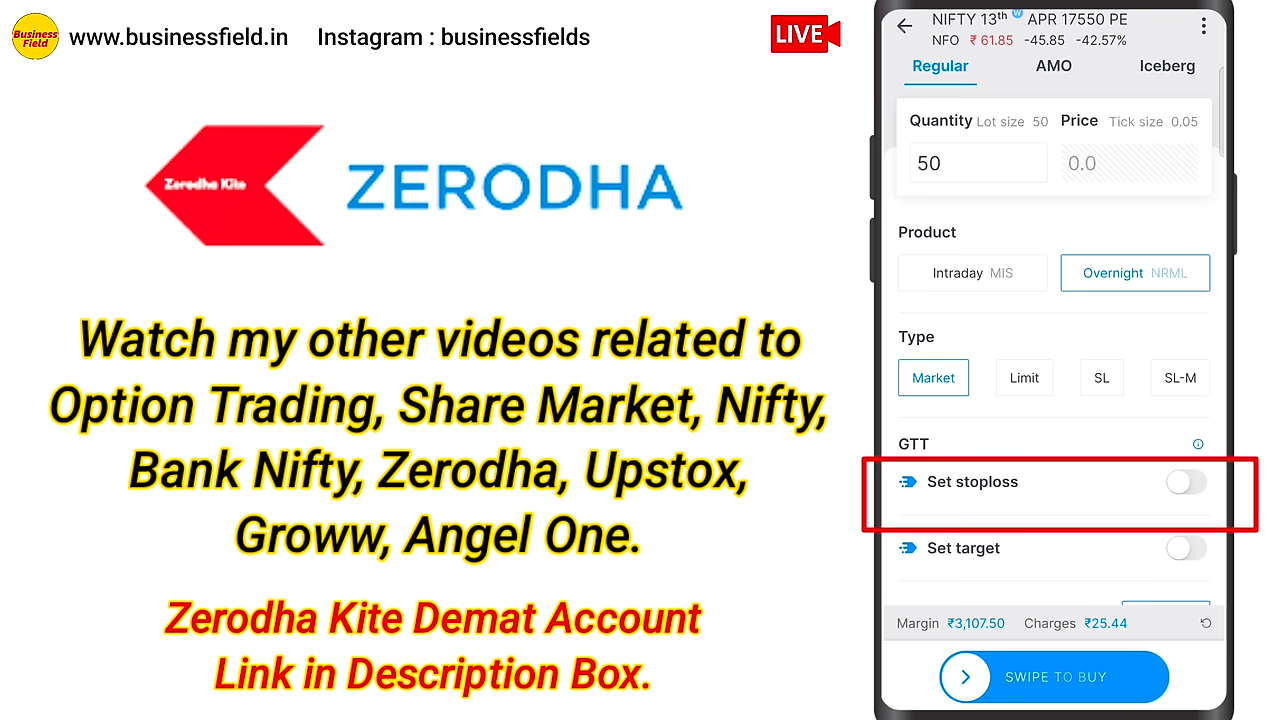 Business
Field
www.businessfield.in Instagram : businessfields
LIVE
Zerodha Kite
ZERODHA
Watch my other videos related to
Option Trading, Share Market, Nifty,
Bank Nifty, Zerodha, Upstox,
Groww, Angel One.
Zerodha Kite Demat Account
Link in Description Box.
NIFTY 13th W APR 17550 PE
NFO ₹ 61.85 -45.85 -42.57%
Regular AMO Iceberg
Quantity Lot size 50 Price Tick size 0.05
50 0.0
Product
Intraday MIS Overnight NRML
Type
Market Limit SL SL-M
GTT
Set stoploss
Set target
Margin ₹3,107.50 Charges ₹25.44
SWIPE TO BUY